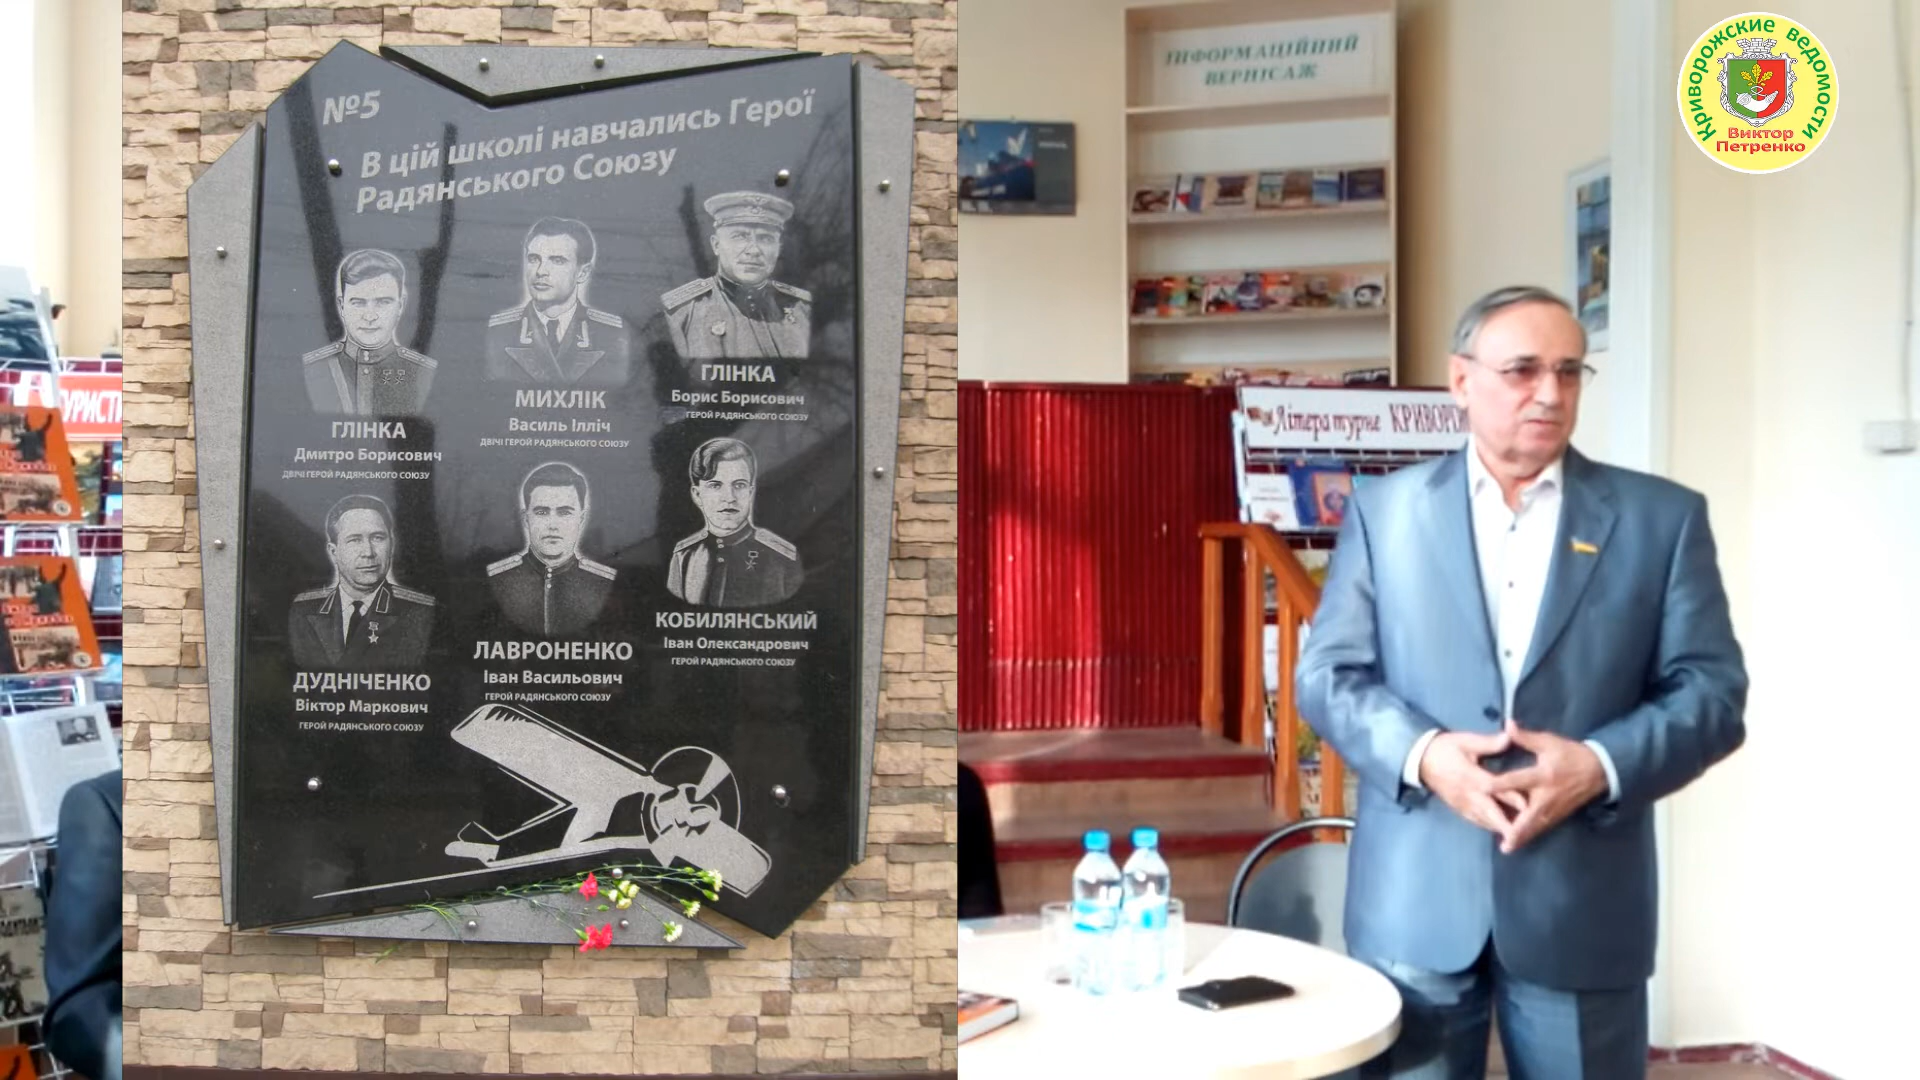 №5
В цій школі навчались Герої
Радянського Союзу
ГЛІНКА
Дмитро Борисович
ДВІЧІ ГЕРОЙ РАДЯНСЬКОГО СОЮЗУ
МИХЛІК
Василь Ілліч
ДВІЧІ ГЕРОЙ РАДЯНСЬКОГО СОЮЗУ
ГЛІНКА
Борис Борисович
ГЕРОЙ РАДЯНСЬКОГО СОЮЗУ
ДУДНІЧЕНКО
Віктор Маркович
ГЕРОЙ РАДЯНСЬКОГО СОЮЗУ
ЛАВРОНЕНКО
Іван Васильович
ГЕРОЙ РАДЯНСЬКОГО СОЮЗУ
КОБИЛЯНСЬКИЙ
Іван Олександрович
ГЕРОЙ РАДЯНСЬКОГО СОЮЗУ
ІНФОРМАЦІЙНИЙ
ВЕРНІСАЖ
Літературне КРИВОРІЖ
Криворожские ведомости
Виктор
Петренко